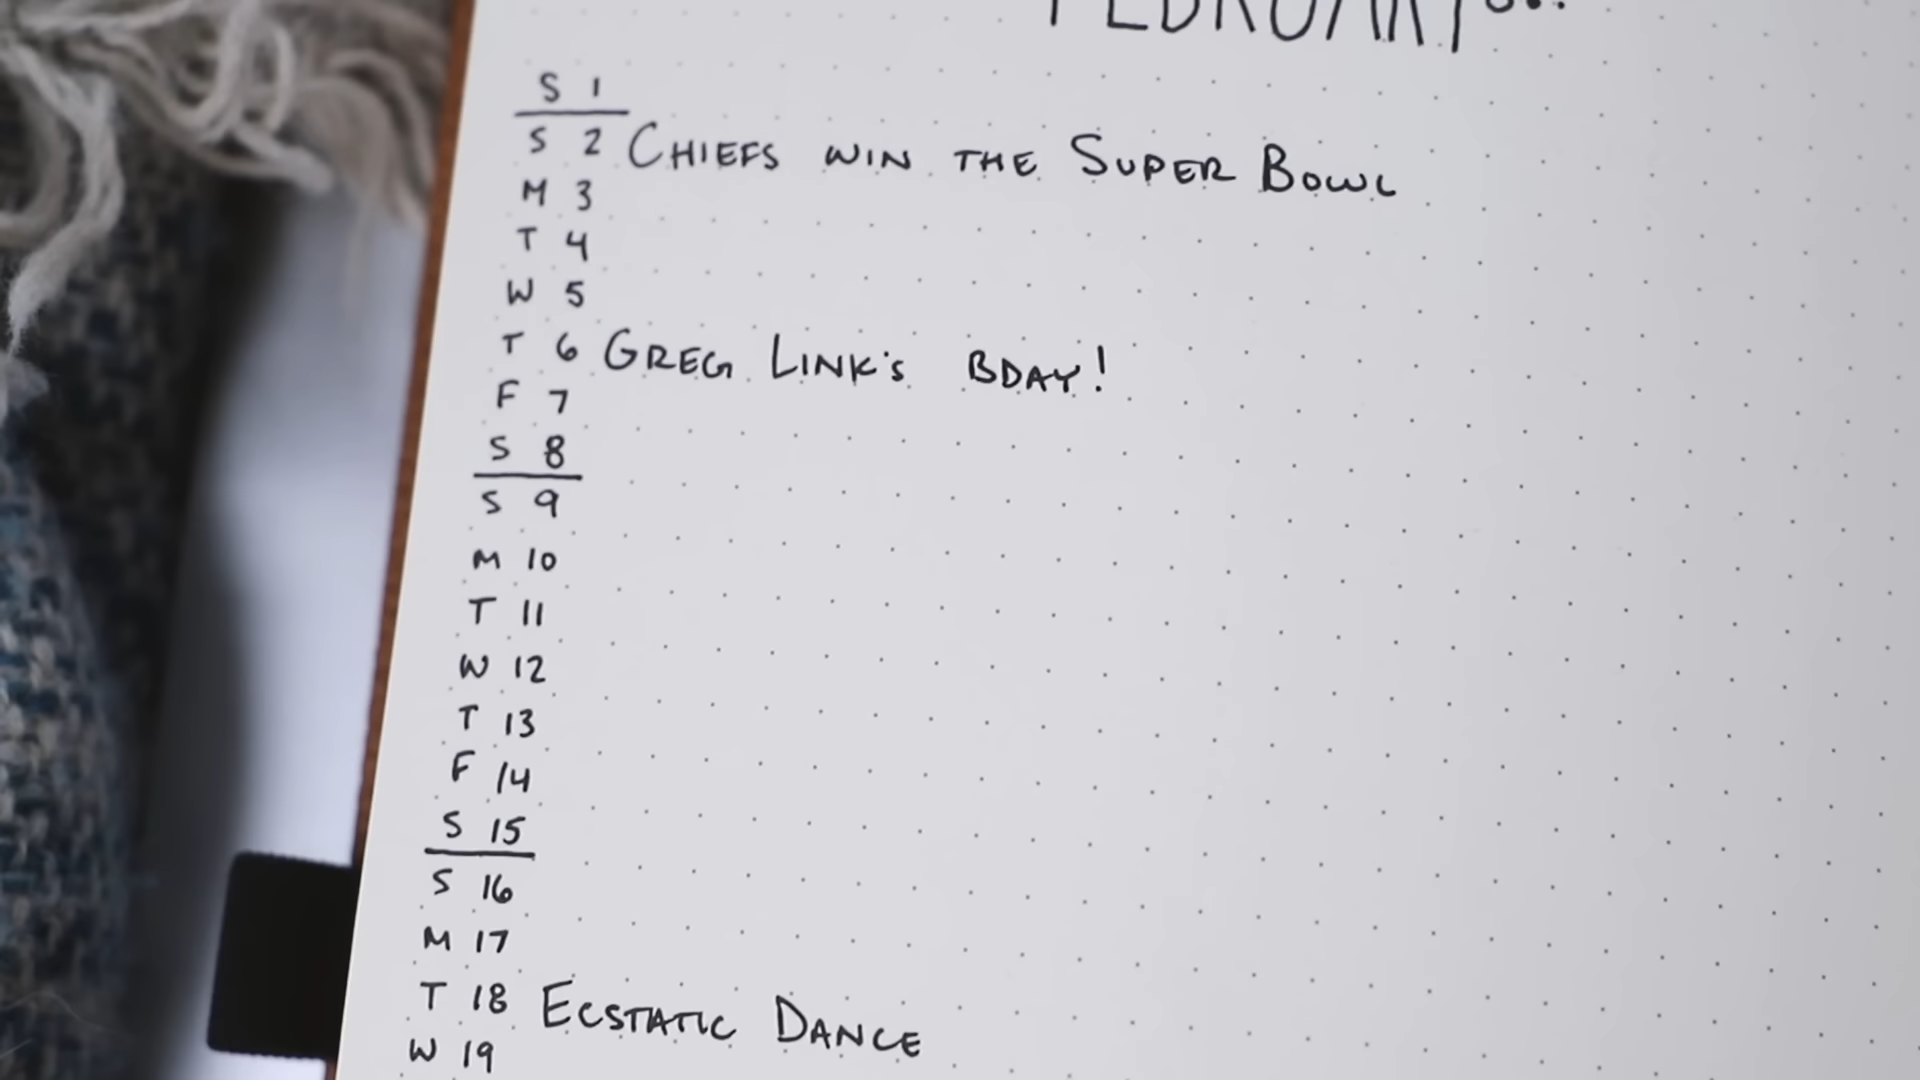 FEBRUARY
S 1
S 2 CHIEFS WIN THE SUPER BOWL
M 3
T 4
W 5
T 6 GREG LINK'S BDAY!
F 7
S 8
S 9
M 10
T 11
W 12
T 13
F 14
S 15
S 16
M 17
T 18 ECSTATIC DANCE
W 19